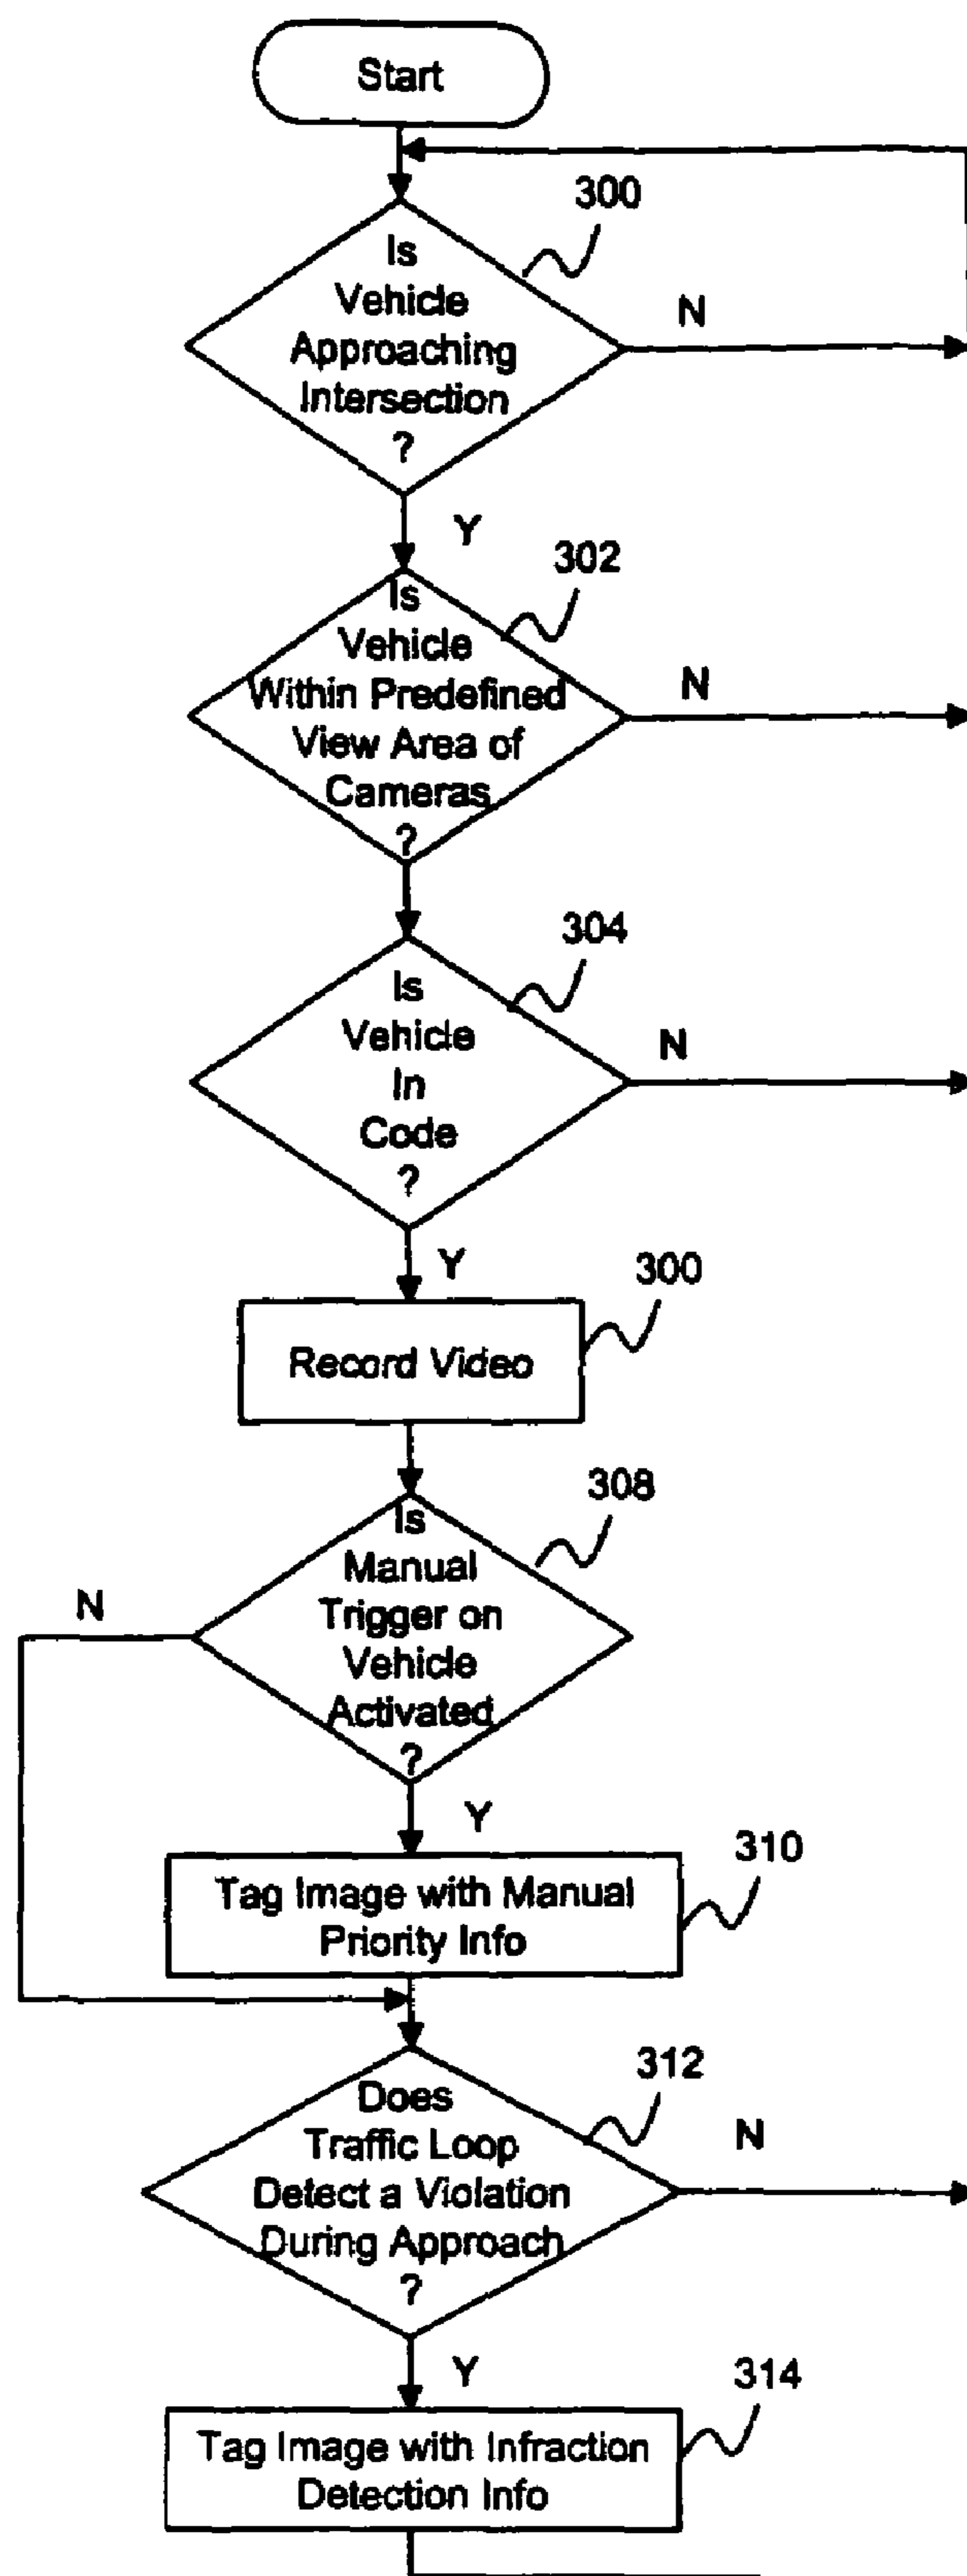 Start
300
Is
Vehicle
Approaching
Intersection
?
N
Y
302
Is
Vehicle
Within Predefined
View Area of
Cameras
?
N
304
Is
Vehicle
In
Code
?
N
Y
300
Record Video
308
Is
Manual
Trigger on
Vehicle
Activated
?
N
Y
310
Tag Image with Manual
Priority Info
312
Does
Traffic Loop
Detect a Violation
During Approach
?
N
Y
314
Tag Image with Infraction
Detection Info